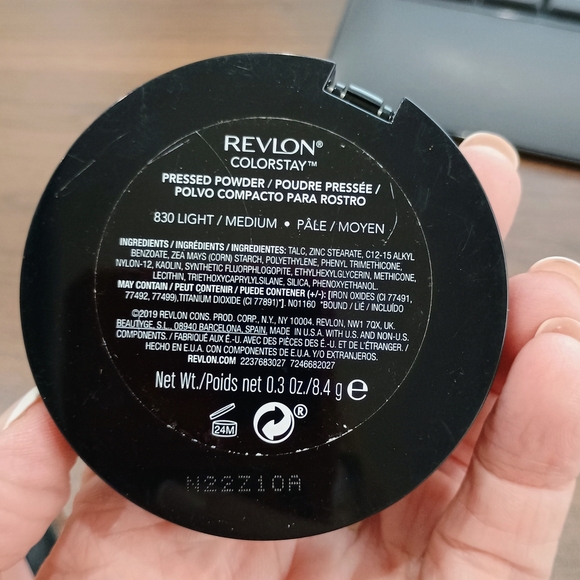 REVLON®
COLORSTAY™
PRESSED POWDER / POUDRE PRESSÉE /
POLVO COMPACTO PARA ROSTRO
830 LIGHT / MEDIUM • PÂLE / MOYEN
INGREDIENTS / INGRÉDIENTS / INGREDIENTES: TALC, ZINC STEARATE, C12-15 ALKYL
BENZOATE, ZEA MAYS (CORN) STARCH, POLYETHYLENE, PHENYL TRIMETHICONE,
NYLON-12, KAOLIN, SYNTHETIC FLUORPHLOGOPITE, ETHYLHEXYLGLYCERIN, METHICONE,
LECITHIN, TRIETHOXYCAPRYLYLSILANE, SILICA, PHENOXYETHANOL.
MAY CONTAIN / PEUT CONTENIR / PUEDE CONTENER (+/-): [IRON OXIDES (CI 77491,
77492, 77499),TITANIUM DIOXIDE (CI 77891)*]. N01160 *BOUND / LIÉ / INCLUÍDO
©2019 REVLON CONS. PROD. CORP., N.Y., NY 10004. REVLON, NW1 7QX, UK.
BEAUTYGE, S.L., 08940 BARCELONA, SPAIN. MADE IN U.S.A. WITH U.S. AND NON-U.S.
COMPONENTS. / FABRIQUÉ AUX É.-U. AVEC DES PIÈCES DES É.-U. ET DE L'ÉTRANGER. /
HECHO EN E.U.A. CON COMPONENTES DE E.U.A. Y/O EXTRANJEROS.
REVLON.COM 2237683027 7246682027
Net Wt./Poids net 0.3 Oz./8.4 g e
24M ®
N22Z10A